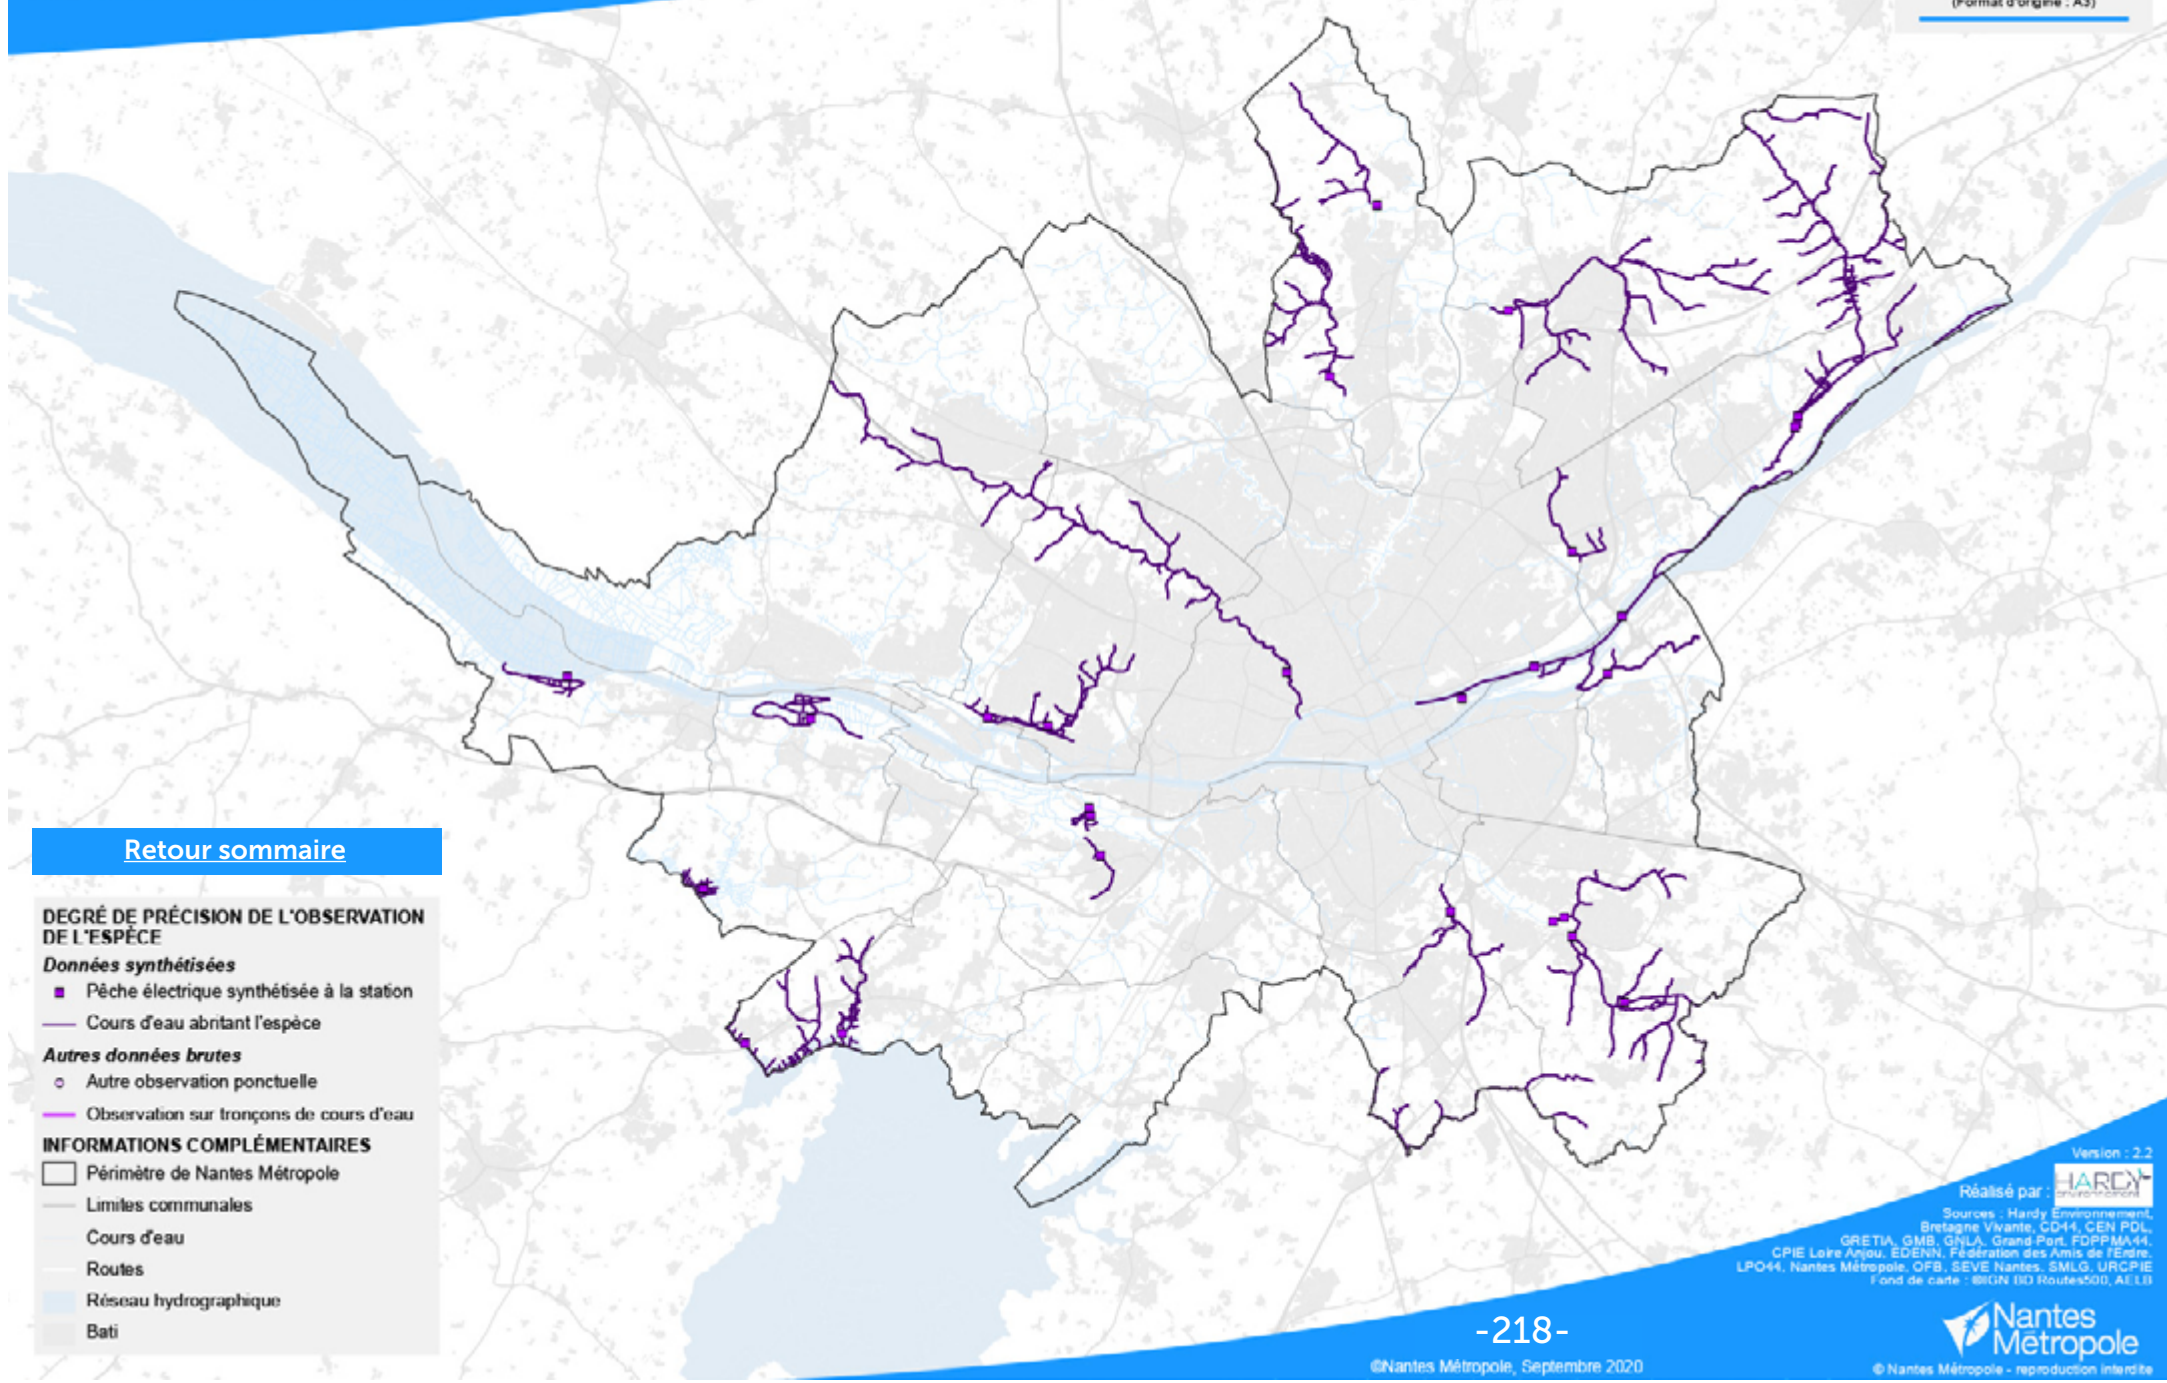 (Format d'origine : A3)
Retour sommaire
DEGRÉ DE PRÉCISION DE L'OBSERVATION
DE L'ESPÈCE
Données synthétisées
Pêche électrique synthétisée à la station
Cours d'eau abritant l'espèce
Autres données brutes
Autre observation ponctuelle
Observation sur tronçons de cours d'eau
INFORMATIONS COMPLÉMENTAIRES
Périmètre de Nantes Métropole
Limites communales
Cours d'eau
Routes
Réseau hydrographique
Bati
Version : 2.2
Réalisé par :
HARDY
environnement
Sources : Hardy Environnement,
Bretagne Vivante, CD44, CEN PDL,
GRETIA, GMB, GNLA, Grand-Port, FDPPMA44,
CPIE Loire Anjou, EDENN, Fédération des Amis de l'Erdre,
LPO44, Nantes Métropole, OFB, SEVE Nantes, SMLG, URCPIE
Fond de carte : ©IGN BD Routes500, AELB
-218-
©Nantes Métropole, Septembre 2020
Nantes
Métropole
© Nantes Métropole - reproduction interdite